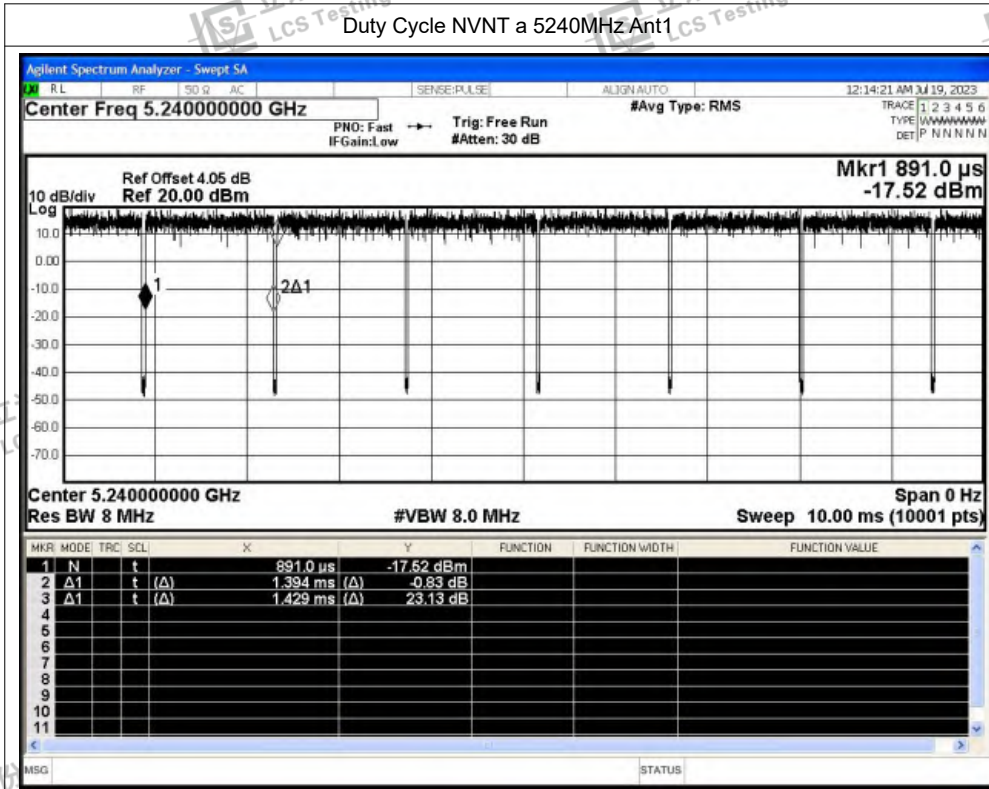 LCS Testing LCS Testing
Duty Cycle NVNT a 5240MHz Ant1
Agilent Spectrum Analyzer - Swept SA
RL RF 50 Ω AC SENSE:PULSE ALIGN AUTO 12:14:21 AM Jul 19, 2023
Center Freq 5.240000000 GHz #Avg Type: RMS TRACE 1 2 3 4 5 6
PNO: Fast Trig: Free Run TYPE WWWWWW
IFGain:Low #Atten: 30 dB DET P N N N N N
Mkr1 891.0 µs
Ref Offset 4.05 dB
10 dB/div Ref 20.00 dBm -17.52 dBm
Log
10.0
0.00
-10.0 1 2Δ1
-20.0
-30.0
-40.0
-50.0
-60.0
-70.0
Center 5.240000000 GHz Span 0 Hz
Res BW 8 MHz #VBW 8.0 MHz Sweep 10.00 ms (10001 pts)
MKR MODE TRC SCL X Y FUNCTION FUNCTION WIDTH FUNCTION VALUE
1 N t 891.0 µs -17.52 dBm
2 Δ1 t (Δ) 1.394 ms (Δ) -0.83 dB
3 Δ1 t (Δ) 1.429 ms (Δ) 23.13 dB
4
5
6
7
8
9
10
11
MSG STATUS